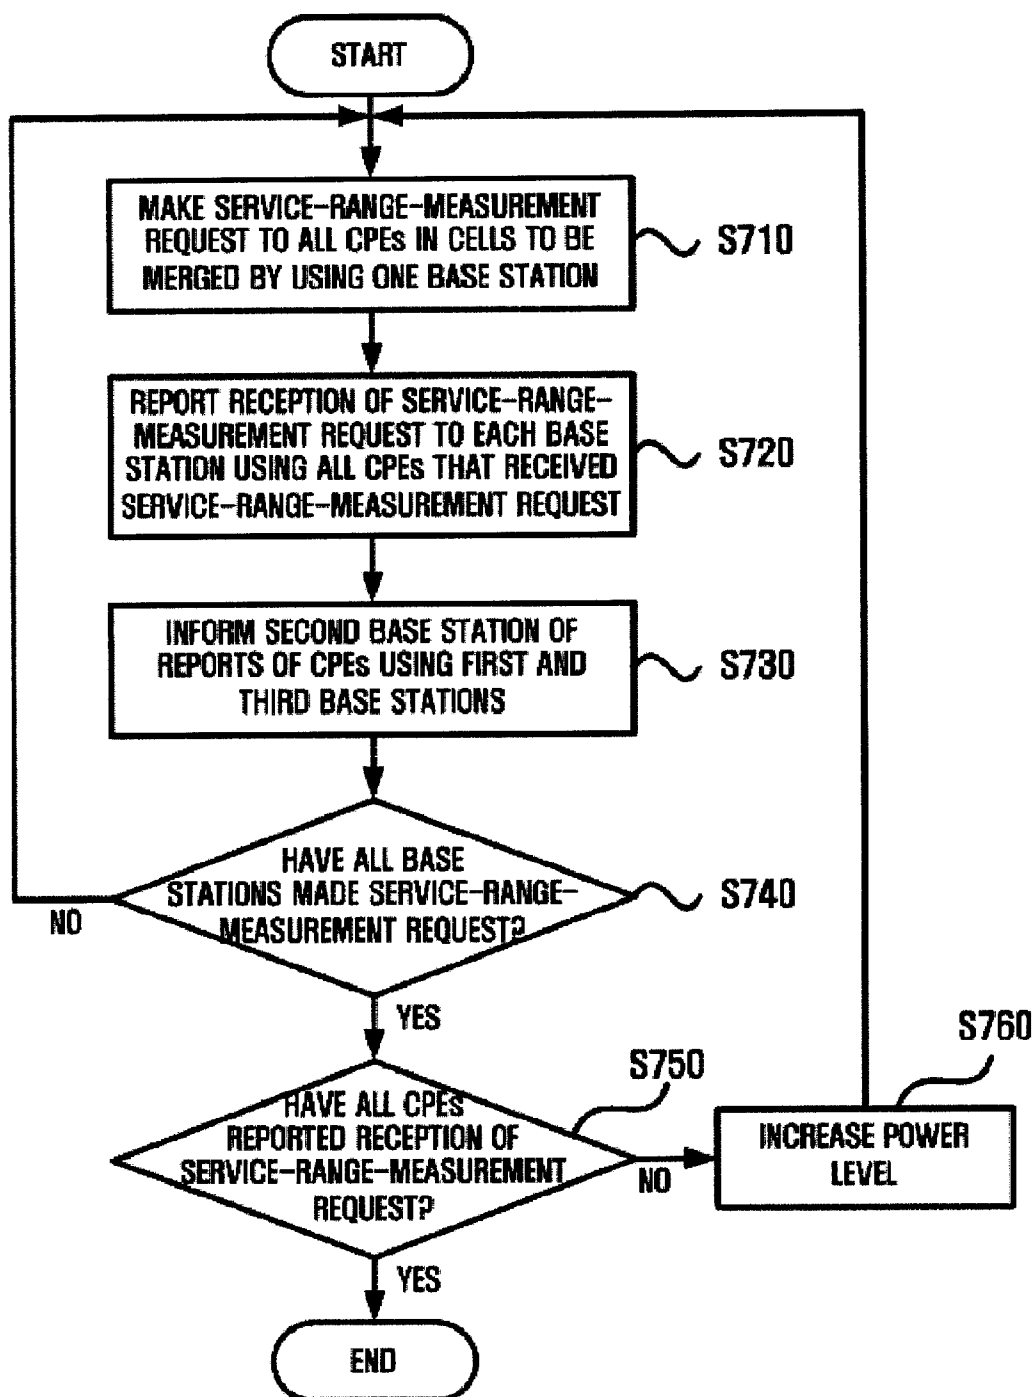 START
MAKE SERVICE-RANGE-MEASUREMENT
REQUEST TO ALL CPEs IN CELLS TO BE
MERGED BY USING ONE BASE STATION
S710
REPORT RECEPTION OF SERVICE-RANGE-
MEASUREMENT REQUEST TO EACH BASE
STATION USING ALL CPEs THAT RECEIVED
SERVICE-RANGE-MEASUREMENT REQUEST
S720
INFORM SECOND BASE STATION OF
REPORTS OF CPEs USING FIRST AND
THIRD BASE STATIONS
S730
HAVE ALL BASE
STATIONS MADE SERVICE-RANGE-
MEASUREMENT REQUEST?
S740
NO
YES
HAVE ALL CPEs
REPORTED RECEPTION OF
SERVICE-RANGE-MEASUREMENT
REQUEST?
S750
NO
INCREASE POWER
LEVEL
S760
YES
END